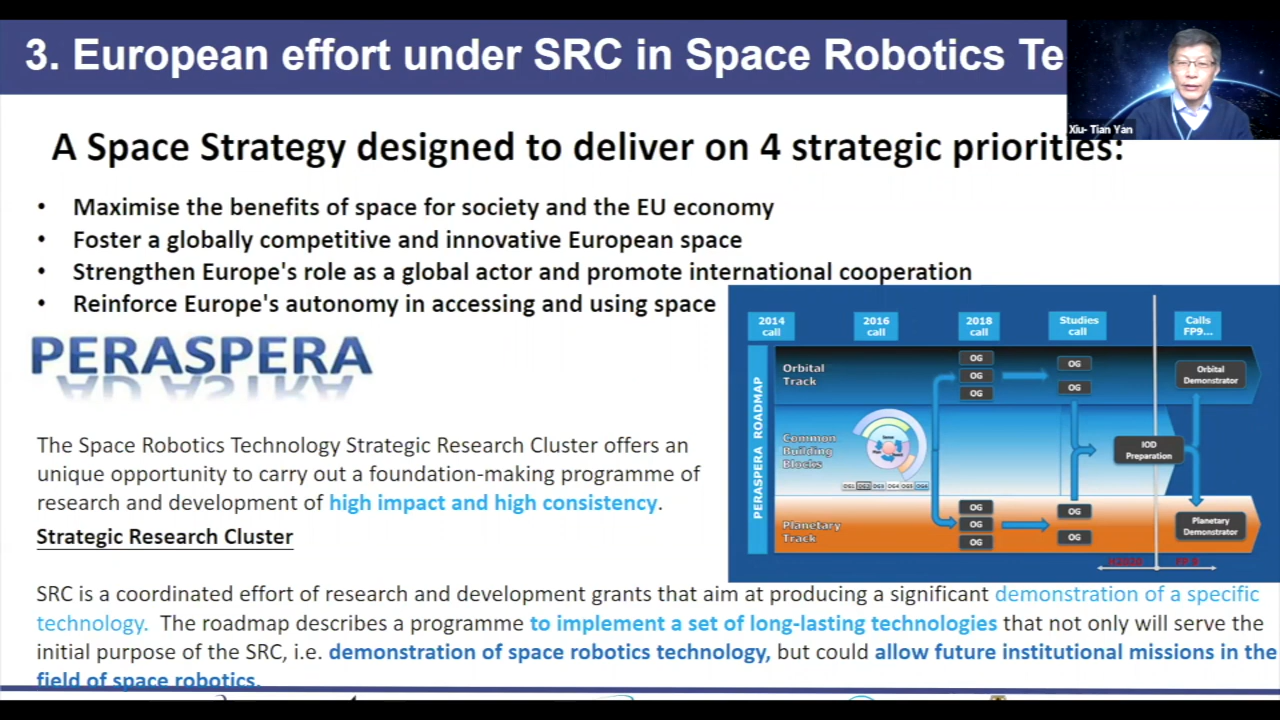 3. European effort under SRC in Space Robotics Te
Xiu- Tian Yan
A Space Strategy designed to deliver on 4 strategic priorities:
• Maximise the benefits of space for society and the EU economy
• Foster a globally competitive and innovative European space
• Strengthen Europe's role as a global actor and promote international cooperation
• Reinforce Europe's autonomy in accessing and using space
PERASPERA
The Space Robotics Technology Strategic Research Cluster offers an
unique opportunity to carry out a foundation-making programme of
research and development of high impact and high consistency.
Strategic Research Cluster
2014
call
2016
call
2018
call
Studies
call
Calls
FP9...
PERASPERA ROADMAP
Orbital
Track
OG
OG
OG
OG
OG
Orbital
Demonstrator
Common
Building
Blocks
OG1 OG2 OG3 OG4 OG5 OG6
IOD
Preparation
Planetary
Track
OG
OG
OG
OG
OG
Planetary
Demonstrator
H2020
FP 9
SRC is a coordinated effort of research and development grants that aim at producing a significant demonstration of a specific
technology. The roadmap describes a programme to implement a set of long-lasting technologies that not only will serve the
initial purpose of the SRC, i.e. demonstration of space robotics technology, but could allow future institutional missions in the
field of space robotics.